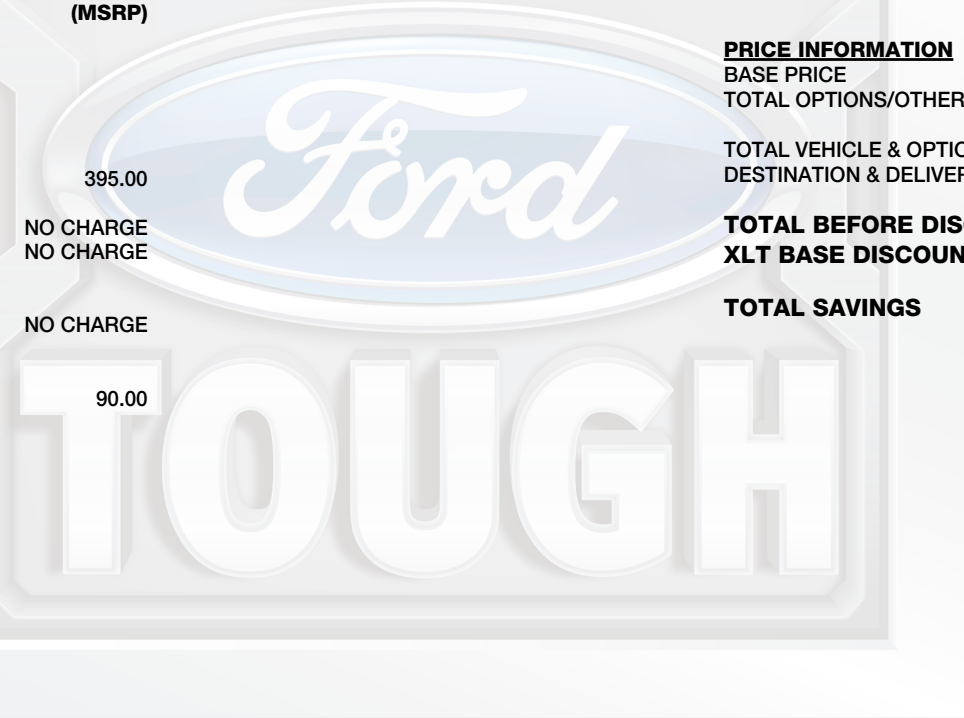 (MSRP)
395.00
NO CHARGE
NO CHARGE
NO CHARGE
90.00
Ford
TOUGH
PRICE INFORMATION
BASE PRICE
TOTAL OPTIONS/OTHER
TOTAL VEHICLE & OPTIO
DESTINATION & DELIVER
TOTAL BEFORE DIS
XLT BASE DISCOUN
TOTAL SAVINGS